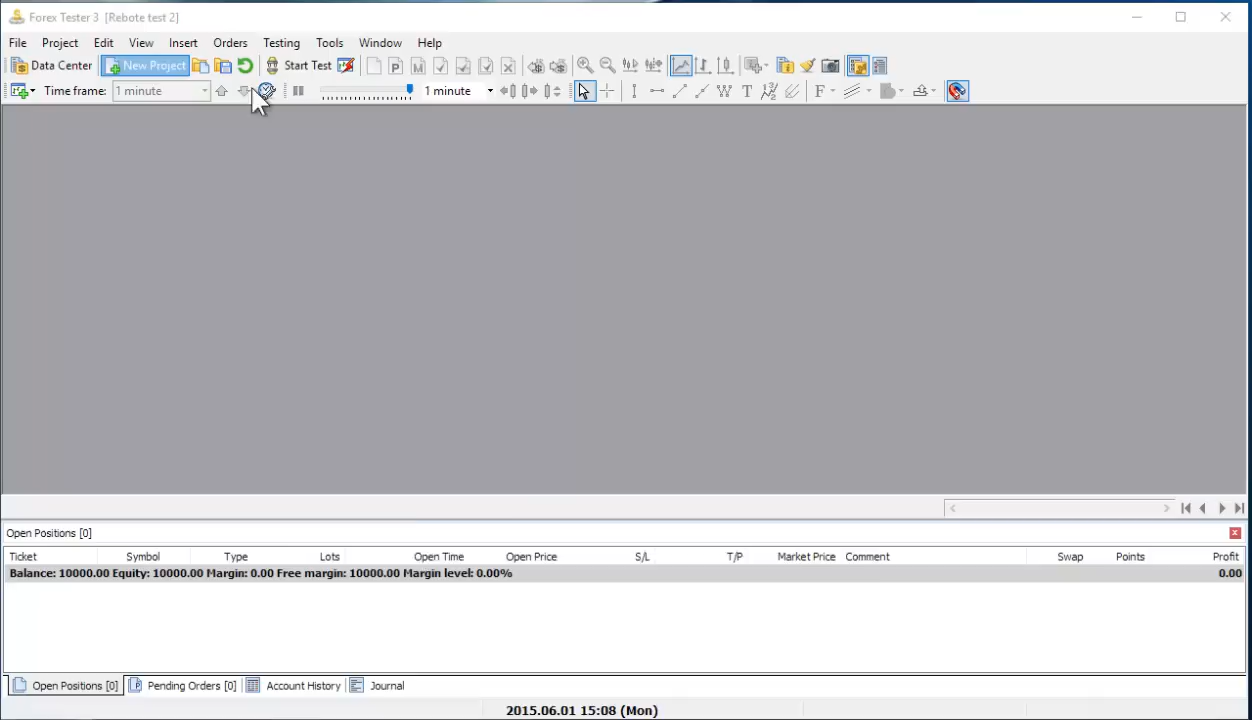 Forex Tester 3 [Rebote test 2]
File Project Edit View Insert Orders Testing Tools Window Help
Data Center New Project Start Test P M
Time frame: 1 minute 1 minute W T F
Open Positions [0]
Ticket Symbol Type Lots Open Time Open Price S/L T/P Market Price Comment Swap Points Profit
Balance: 10000.00 Equity: 10000.00 Margin: 0.00 Free margin: 10000.00 Margin level: 0.00% 0.00
Open Positions [0] Pending Orders [0] Account History Journal
2015.06.01 15:08 (Mon)